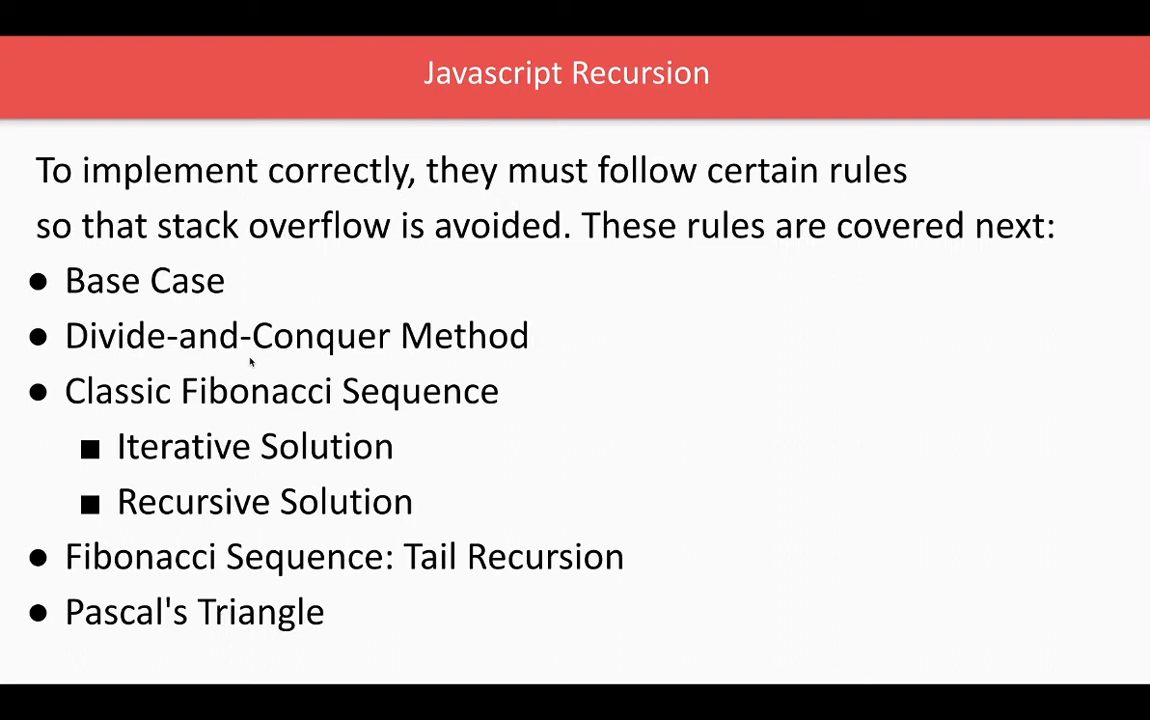 Javascript Recursion
To implement correctly, they must follow certain rules
so that stack overflow is avoided. These rules are covered next:
● Base Case
● Divide-and-Conquer Method
● Classic Fibonacci Sequence
■ Iterative Solution
■ Recursive Solution
● Fibonacci Sequence: Tail Recursion
● Pascal's Triangle